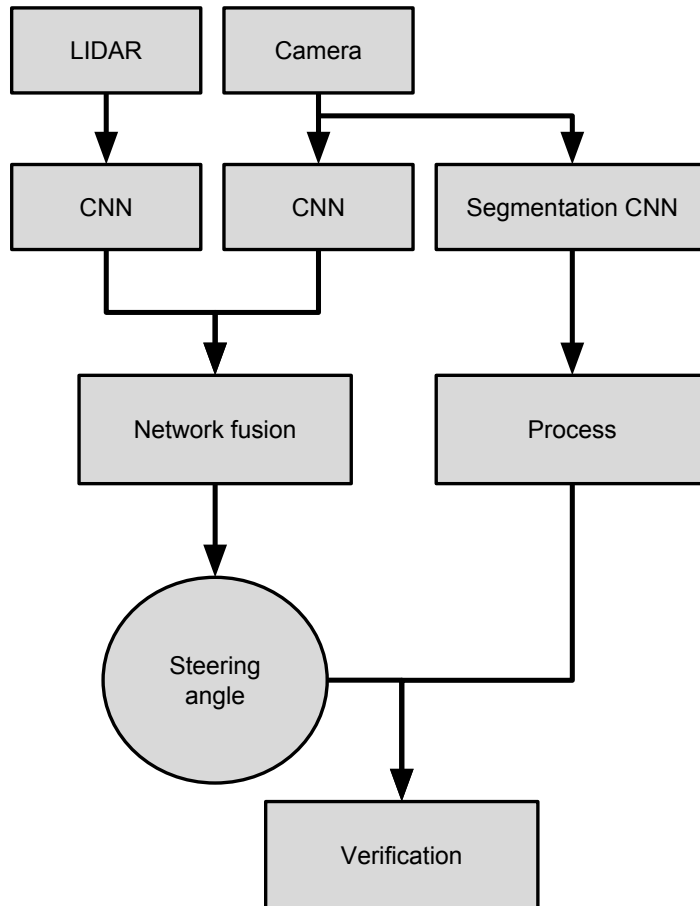 LIDAR
Camera
CNN
CNN
Segmentation CNN
Network fusion
Process
Steering
angle
Verification